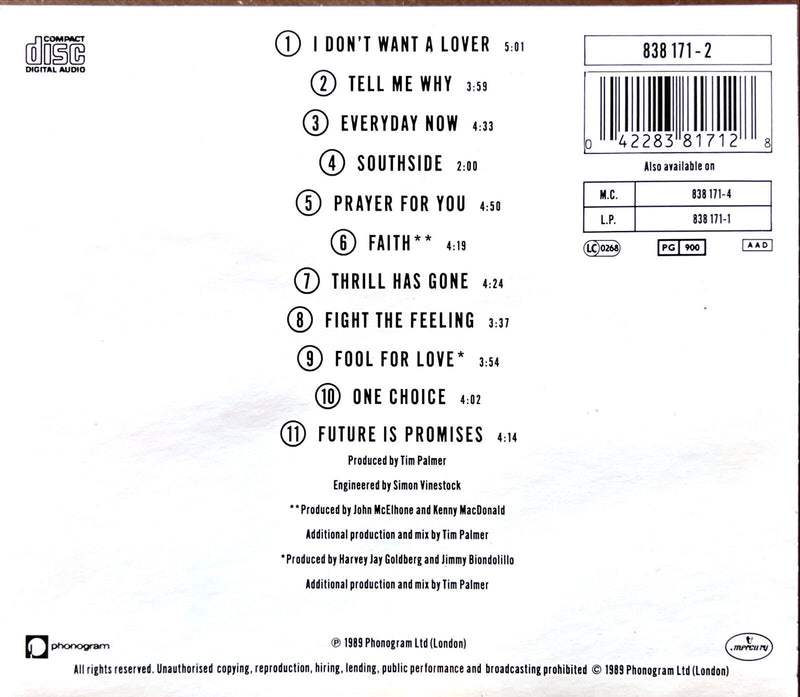 COMPACT
disc
DIGITAL AUDIO
1 I DON'T WANT A LOVER 5:01
2 TELL ME WHY 3:59
3 EVERYDAY NOW 4:33
4 SOUTHSIDE 2:00
5 PRAYER FOR YOU 4:50
6 FAITH** 4:19
7 THRILL HAS GONE 4:24
8 FIGHT THE FEELING 3:37
9 FOOL FOR LOVE* 3:54
10 ONE CHOICE 4:02
11 FUTURE IS PROMISES 4:14
Produced by Tim Palmer
Engineered by Simon Vinestock
**Produced by John McElhone and Kenny MacDonald
Additional production and mix by Tim Palmer
*Produced by Harvey Jay Goldberg and Jimmy Biondolillo
Additional production and mix by Tim Palmer
838 171-2
0 42283 81712 8
Also available on
M.C. 838 171-4
L.P. 838 171-1
LC 0268 PG 900 AAD
phonogram
℗ 1989 Phonogram Ltd (London)
mercury
All rights reserved. Unauthorised copying, reproduction, hiring, lending, public performance and broadcasting prohibited © 1989 Phonogram Ltd (London)